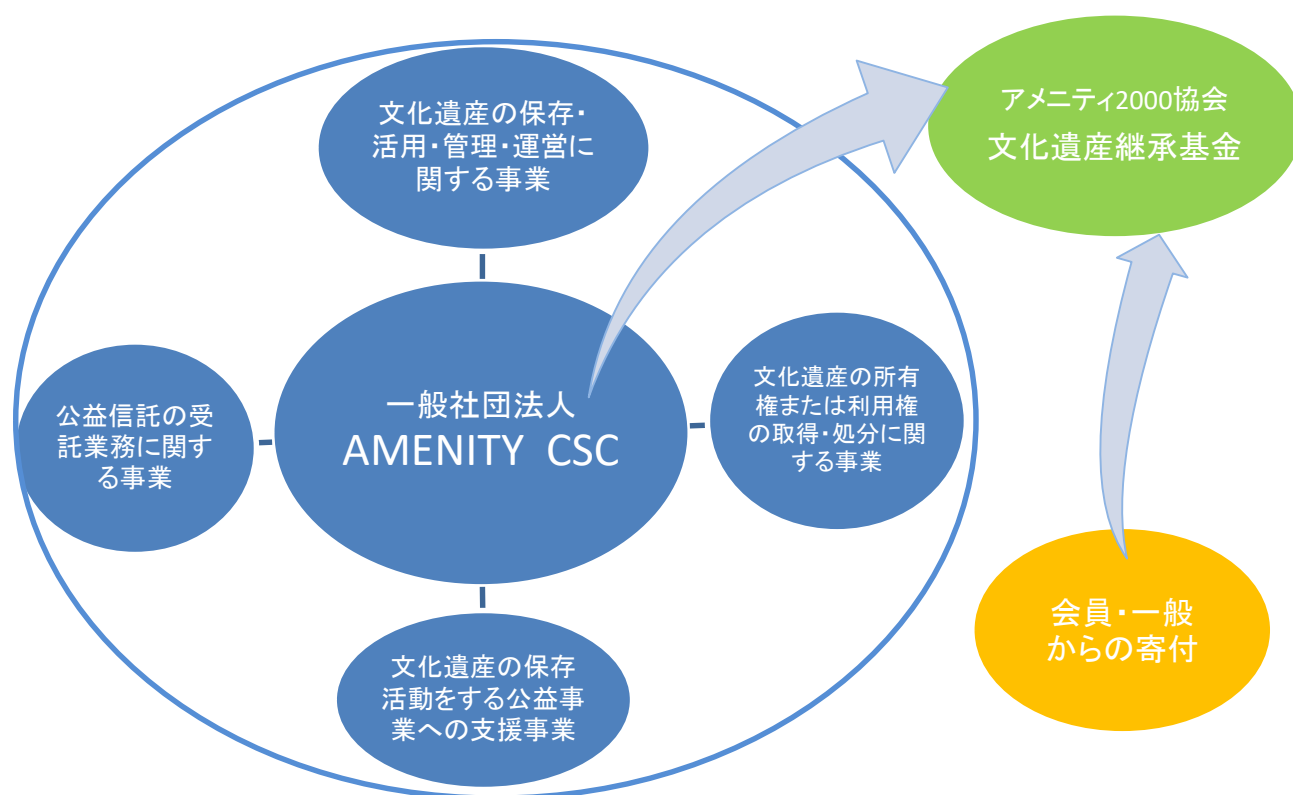 文化遺産の保存・
活用・管理・運営に
関する事業
アメニティ2000協会
文化遺産継承基金
公益信託の受
託業務に関す
る事業
一般社団法人
AMENITY CSC
文化遺産の所有
権または利用権
の取得・処分に関
する事業
文化遺産の保存
活動をする公益事
業への支援事業
会員・一般
からの寄付